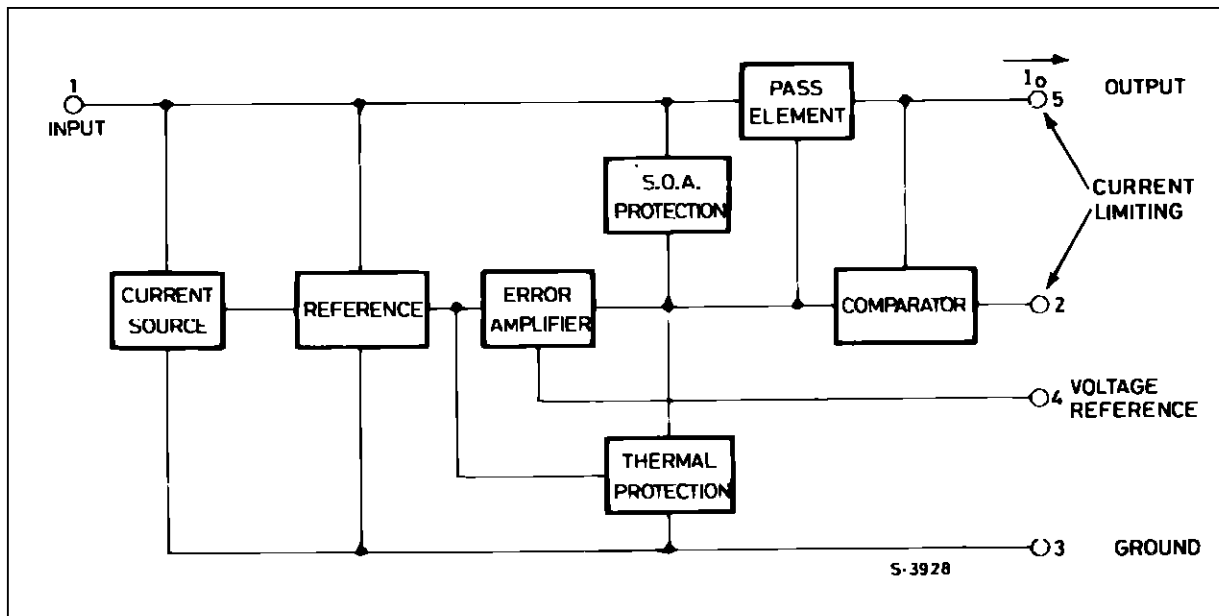 1
INPUT
PASS
ELEMENT
Io
5
OUTPUT
S.O.A.
PROTECTION
CURRENT
LIMITING
CURRENT
SOURCE
REFERENCE
ERROR
AMPLIFIER
COMPARATOR
2
4
VOLTAGE
REFERENCE
THERMAL
PROTECTION
3
GROUND
S-3928